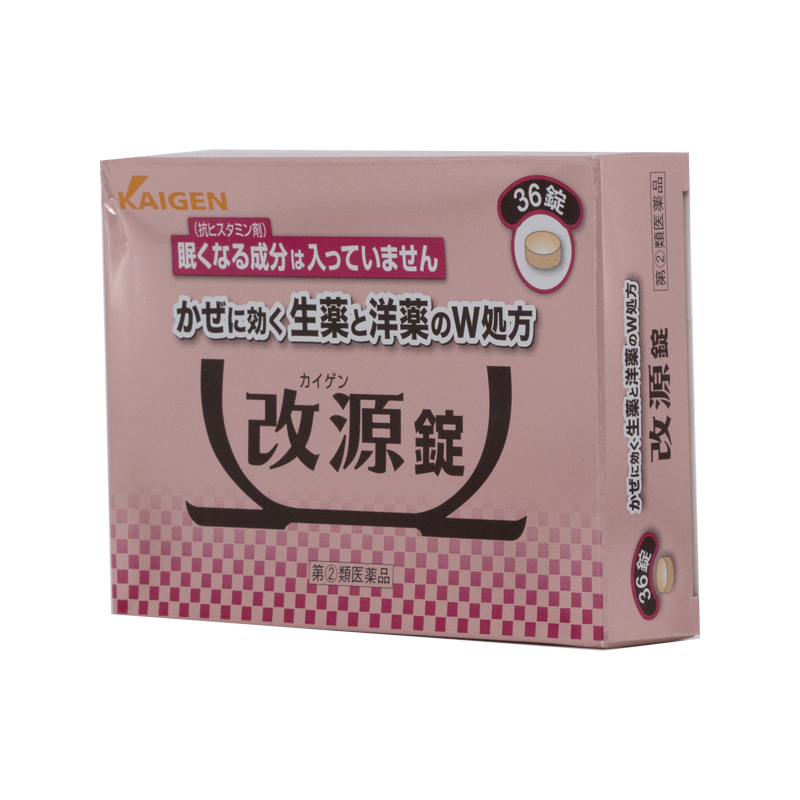 KAIGEN
(抗ヒスタミン剤)
眠くなる成分は入っていません
36錠
かぜに効く生薬と洋薬のW処方
カイゲン
改源錠
第②類医薬品
第②類医薬品
かぜに効く生薬と洋薬のW処方
改源錠
36錠